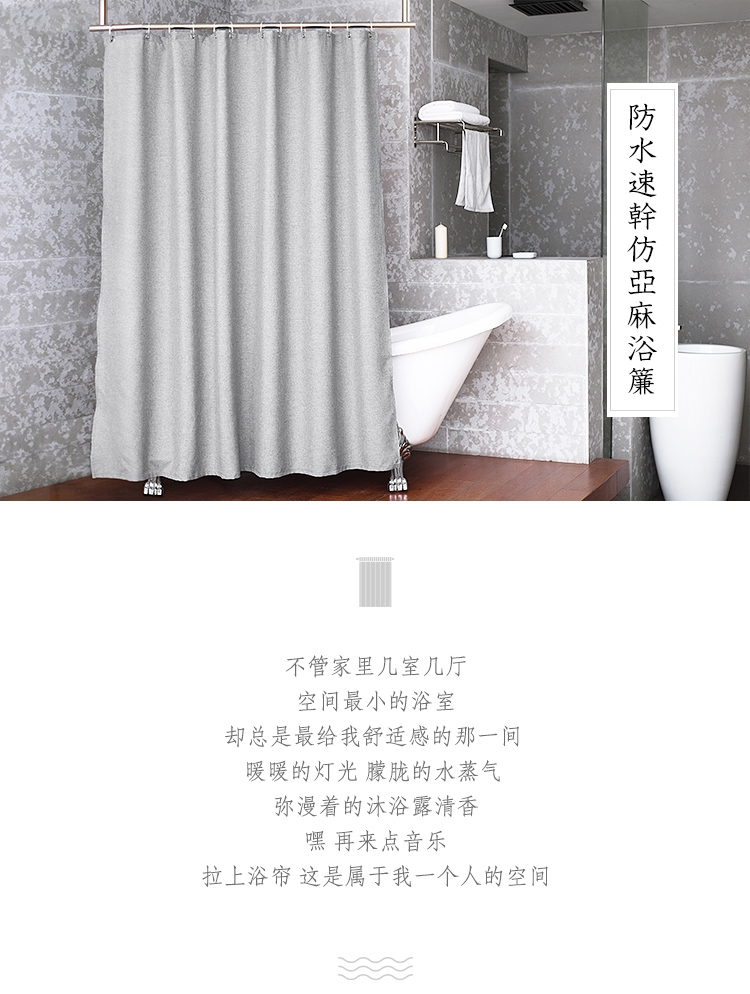 防水速幹仿亞麻浴簾
不管家里几室几厅
空间最小的浴室
却总是最给我舒适感的那一间
暖暖的灯光 朦胧的水蒸气
弥漫着的沐浴露清香
嘿 再来点音乐
拉上浴帘 这是属于我一个人的空间